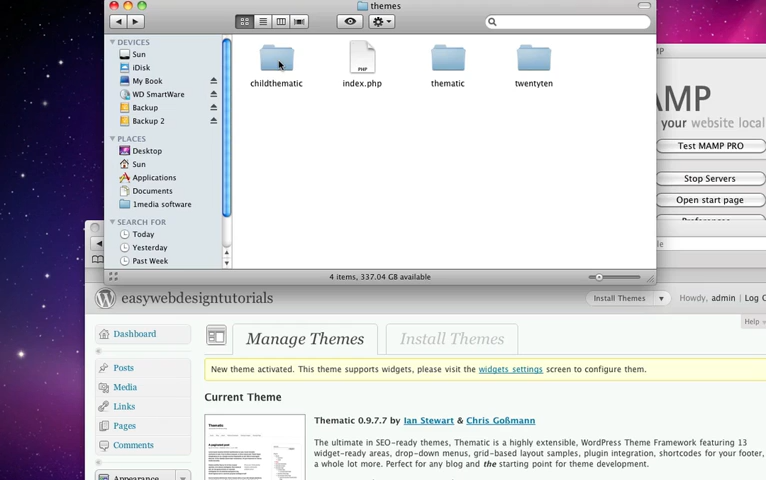 themes
DEVICES
Sun
iDisk
My Book
WD SmartWare
Backup
Backup 2
PLACES
Desktop
Sun
Applications
Documents
1media software
SEARCH FOR
Today
Yesterday
Past Week
childthematic
index.php
thematic
twentyten
PHP
4 items, 337.04 GB available
MP
AMP
your website local
Test MAMP PRO
Stop Servers
Open start page
easywebdesigntutorials
Install Themes
Howdy, admin | Log O
Help
Dashboard
Posts
Media
Links
Pages
Comments
Appearance
Manage Themes
Install Themes
New theme activated. This theme supports widgets, please visit the widgets settings screen to configure them.
Current Theme
Thematic 0.9.7.7 by Ian Stewart & Chris Goßmann
The ultimate in SEO-ready themes, Thematic is a highly extensible, WordPress Theme Framework featuring 13
widget-ready areas, drop-down menus, grid-based layout samples, plugin integration, shortcodes for your footer,
a whole lot more. Perfect for any blog and the starting point for theme development.